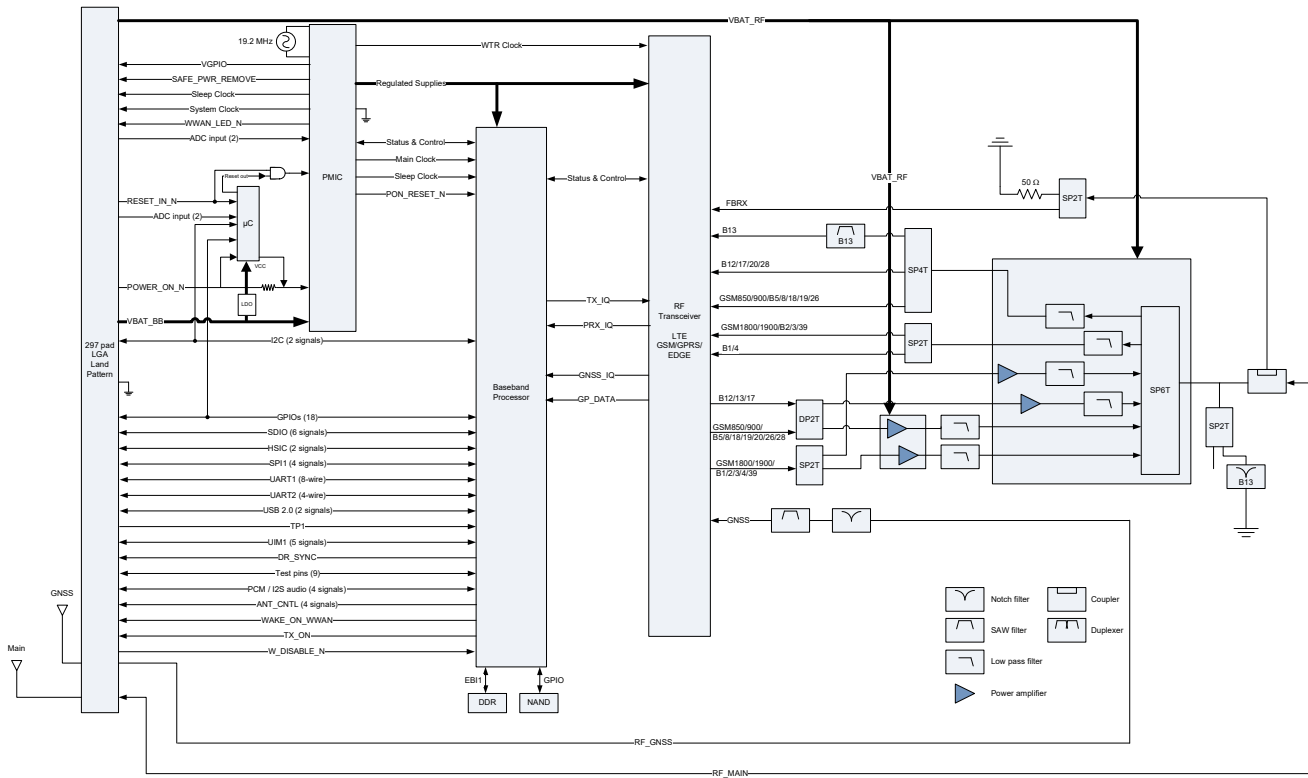 VBAT_RF
19.2 MHz
WTR Clock
VGPIO
SAFE_PWR_REMOVE
Regulated Supplies
Sleep Clock
System Clock
WWAN_LED_N
ADC input (2)
Status & Control
Main Clock
PMIC
Sleep Clock
PON_RESET_N
Reset out
RESET_IN_N
ADC input (2)
µC
VCC
POWER_ON_N
LDO
VBAT_BB
I2C (2 signals)
297 pad
LGA
Land
Pattern
Status & Control
VBAT_RF
50 Ω
SP2T
FBRX
B13
B13
B12/17/20/28
SP4T
GSM850/900/B5/8/18/19/26
GSM1800/1900/B2/3/39
SP2T
B1/4
TX_IQ
PRX_IQ
RF
Transceiver
LTE
GSM/GPRS/
EDGE
GNSS_IQ
GP_DATA
Baseband
Processor
SP6T
B12/13/17
DP2T
GSM850/900/
B5/8/18/19/20/26/28
GSM1800/1900/
B1/2/3/4/39
SP2T
SP2T
B13
GNSS
GPIOs (18)
SDIO (6 signals)
HSIC (2 signals)
SPI1 (4 signals)
UART1 (8-wire)
UART2 (4-wire)
USB 2.0 (2 signals)
TP1
UIM1 (5 signals)
DR_SYNC
Test pins (9)
PCM / I2S audio (4 signals)
ANT_CNTL (4 signals)
WAKE_ON_WWAN
TX_ON
W_DISABLE_N
GNSS
Main
EBI1
GPIO
DDR
NAND
Notch filter
Coupler
SAW filter
Duplexer
Low pass filter
Power amplifier
RF_GNSS
RF_MAIN